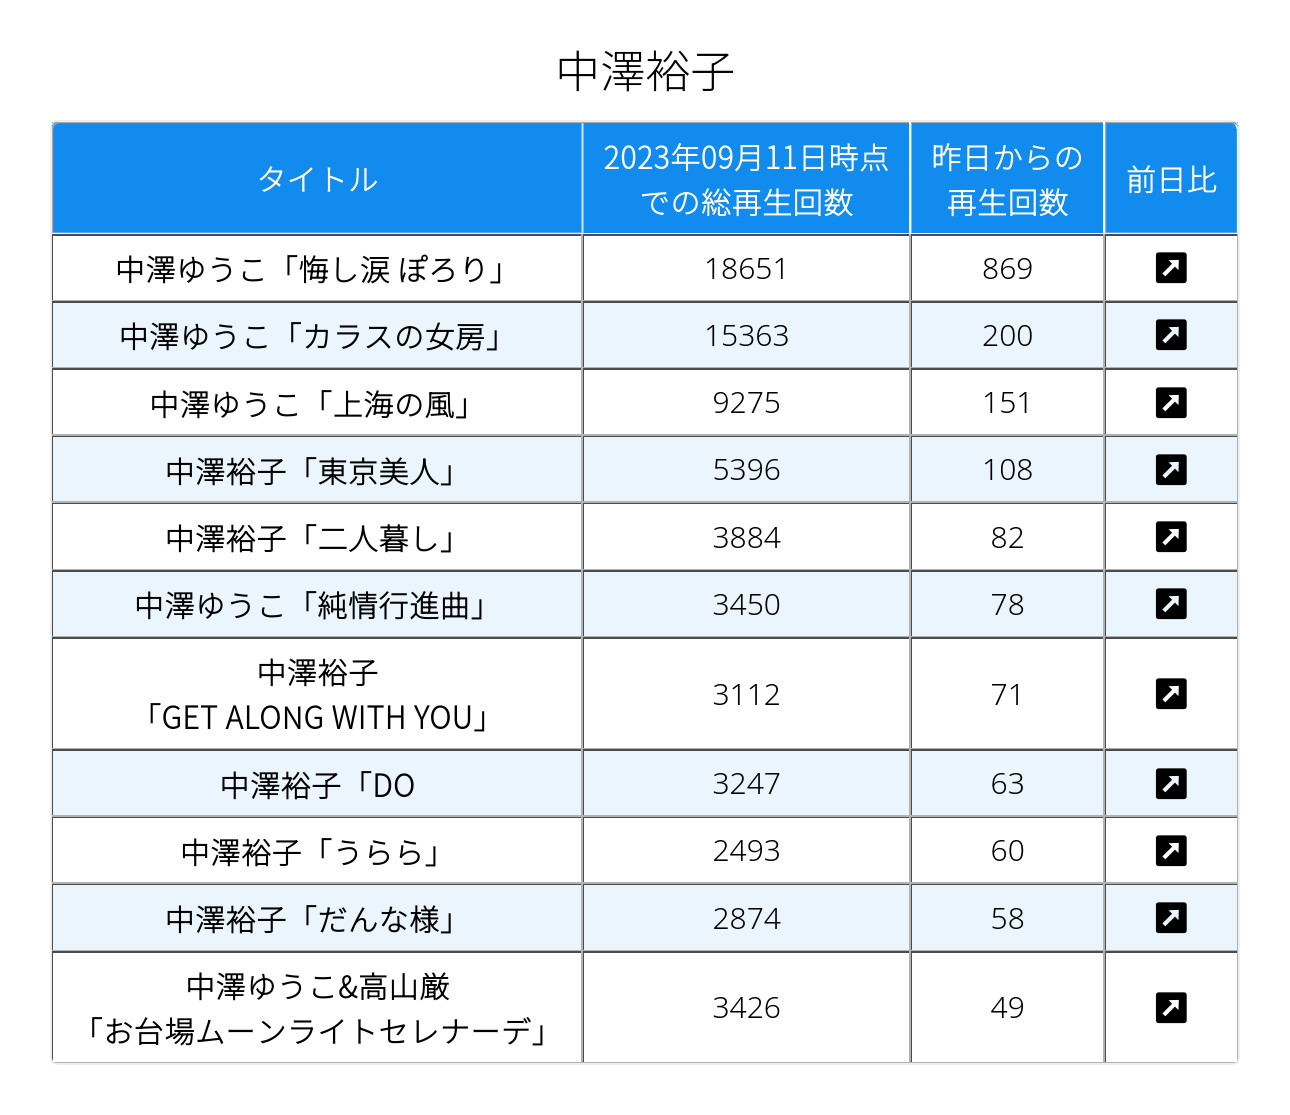 中澤裕子
タイトル
2023年09月11日時点
での総再生回数
昨日からの
再生回数
前日比
中澤ゆうこ「悔し涙 ぽろり」
18651
869
中澤ゆうこ「カラスの女房」
15363
200
中澤ゆうこ「上海の風」
9275
151
中澤裕子「東京美人」
5396
108
中澤裕子「二人暮し」
3884
82
中澤ゆうこ「純情行進曲」
3450
78
中澤裕子
「GET ALONG WITH YOU」
3112
71
中澤裕子「DO
3247
63
中澤裕子「うらら」
2493
60
中澤裕子「だんな様」
2874
58
中澤ゆうこ&高山厳
「お台場ムーンライトセレナーデ」
3426
49